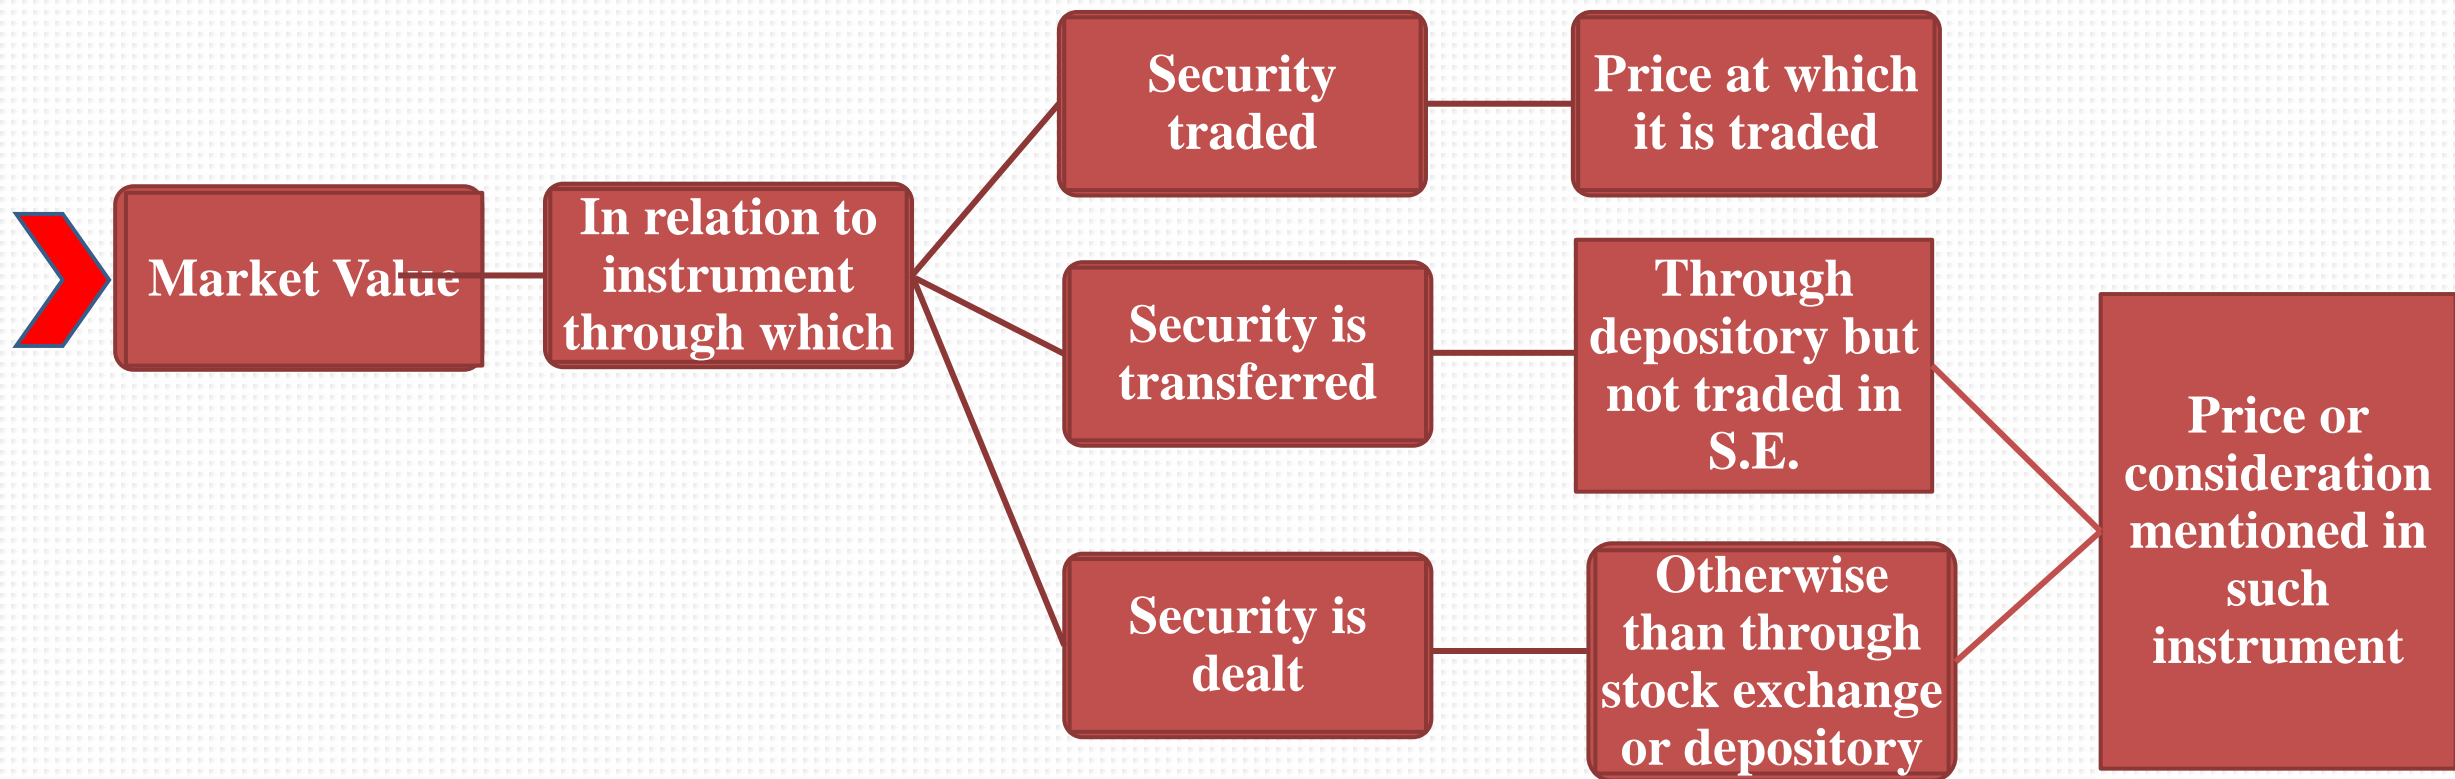 Market Value
In relation to
instrument
through which
Security
traded
Price at which
it is traded
Security is
transferred
Through
depository but
not traded in
S.E.
Security is
dealt
Otherwise
than through
stock exchange
or depository
Price or
consideration
mentioned in
such
instrument